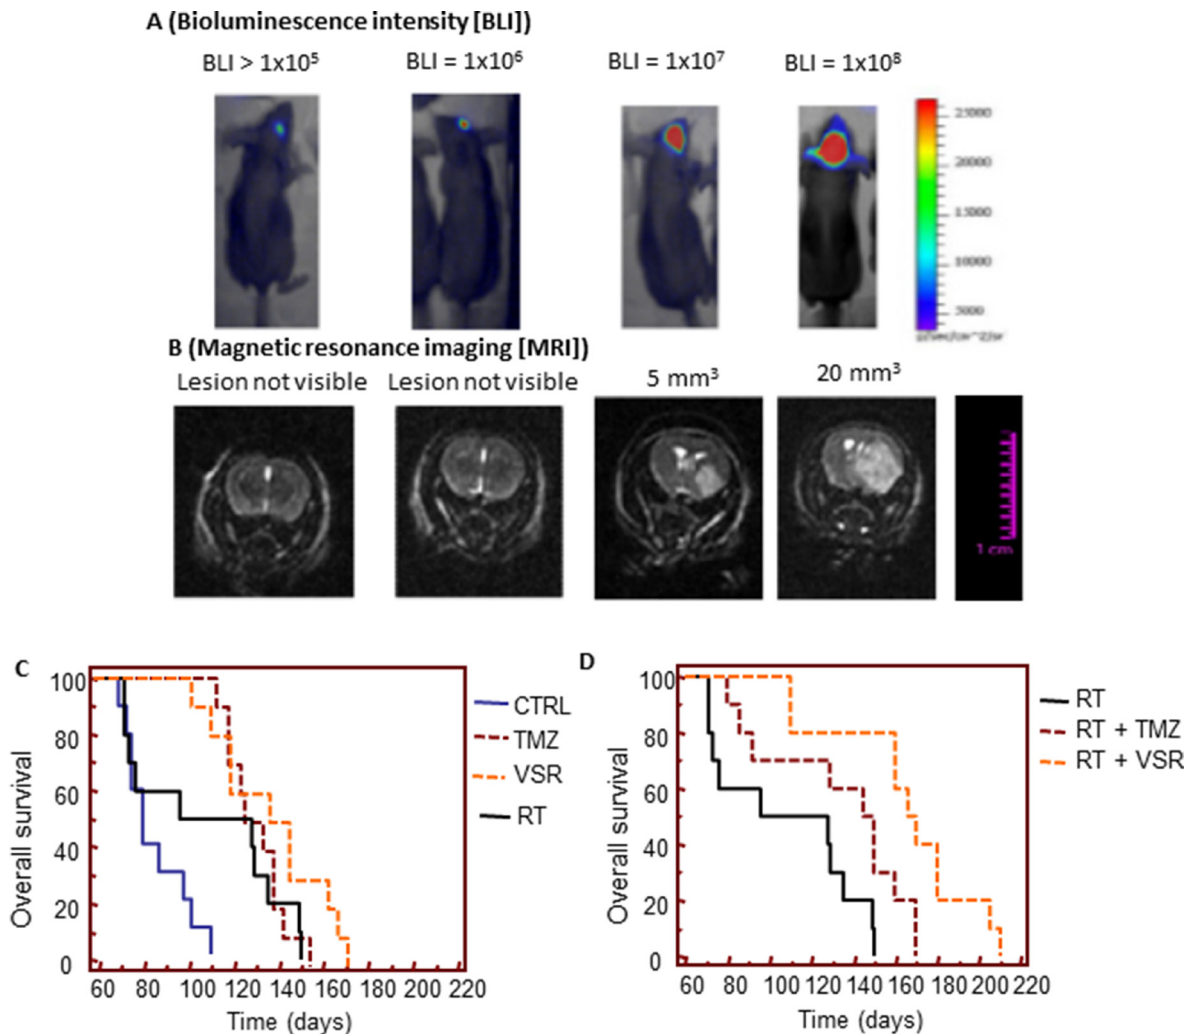 A (Bioluminescence intensity [BLI])
BLI > 1x10⁵ BLI = 1x10⁶ BLI = 1x10⁷ BLI = 1x10⁸
25000
20000
15000
10000
5000
B (Magnetic resonance imaging [MRI])
Lesion not visible Lesion not visible 5 mm³ 20 mm³
1 cm
C
Overall survival
100
80
60
40
20
0
60 80 100 120 140 160 180 200 220
Time (days)
CTRL
TMZ
VSR
RT
D
Overall survival
100
80
60
40
20
0
60 80 100 120 140 160 180 200 220
Time (days)
RT
RT + TMZ
RT + VSR